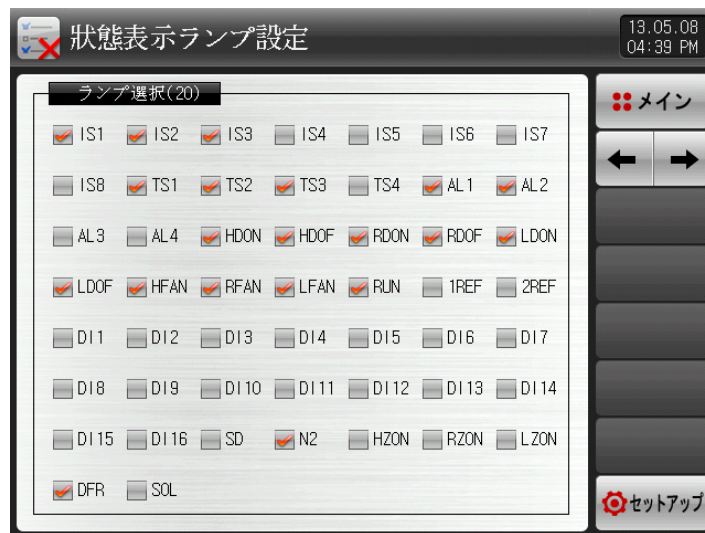 狀態表示ランプ設定
13.05.08
04:39 PM
ランプ選択(20)
IS1 IS2 IS3 IS4 IS5 IS6 IS7
IS8 TS1 TS2 TS3 TS4 AL1 AL2
AL3 AL4 HDON HDOF RDON RDOF LDON
LDOF HFAN RFAN LFAN RUN 1REF 2REF
DI1 DI2 DI3 DI4 DI5 DI6 DI7
DI8 DI9 DI10 DI11 DI12 DI13 DI14
DI15 DI16 SD N2 HZON RZON LZON
DFR SOL
メイン
セットアップ